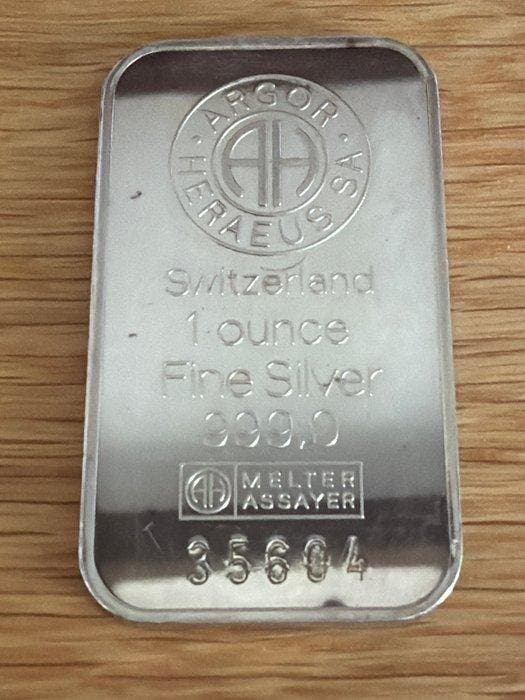 ARGOR
HERAEUS SA
AH
Switzerland
1 ounce
Fine Silver
999,0
AH MELTER
ASSAYER
35604